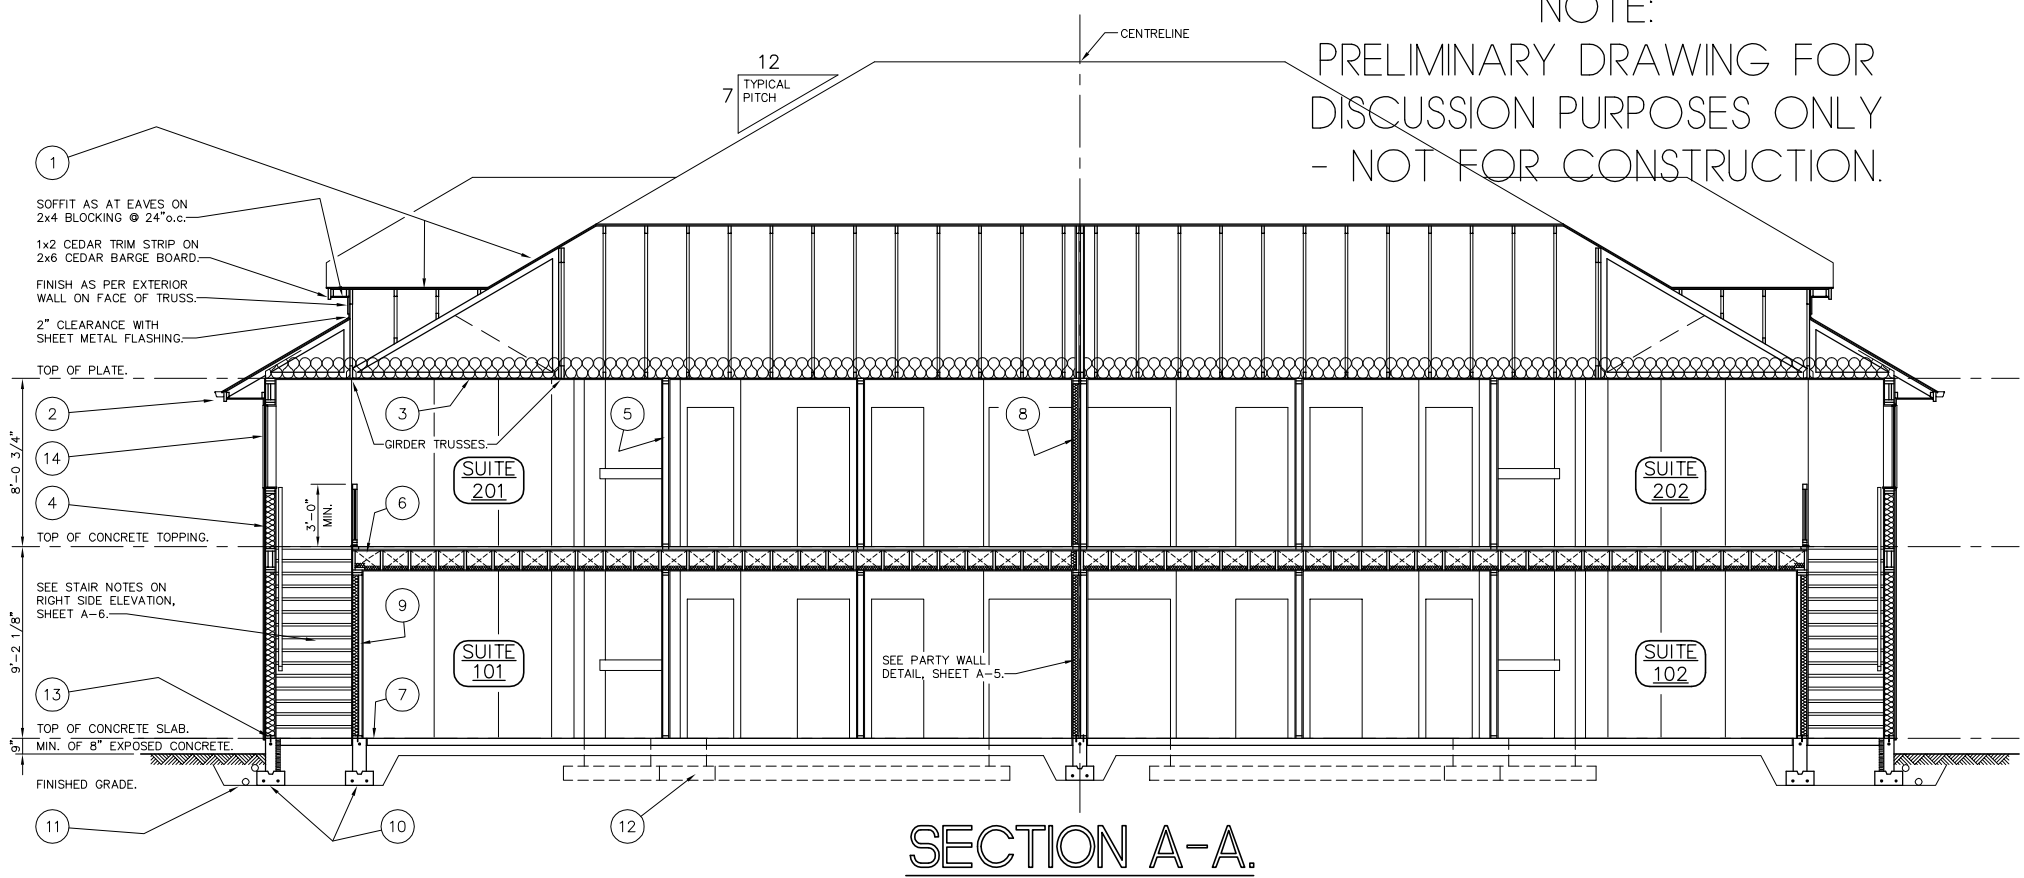 NOTE:
PRELIMINARY DRAWING FOR
DISCUSSION PURPOSES ONLY
- NOT FOR CONSTRUCTION.
CENTRELINE
12
7
TYPICAL
PITCH
1
SOFFIT AS AT EAVES ON
2x4 BLOCKING @ 24"o.c.
1x2 CEDAR TRIM STRIP ON
2x6 CEDAR BARGE BOARD.
FINISH AS PER EXTERIOR
WALL ON FACE OF TRUSS.
2" CLEARANCE WITH
SHEET METAL FLASHING.
TOP OF PLATE.
2
3
5
8
GIRDER TRUSSES.
14
8'-0 3/4"
SUITE
201
SUITE
202
4
3'-0"
MIN.
6
TOP OF CONCRETE TOPPING.
SEE STAIR NOTES ON
RIGHT SIDE ELEVATION,
SHEET A-6.
9
9'-2 1/8"
SUITE
101
SEE PARTY WALL
DETAIL, SHEET A-5.
SUITE
102
13
7
TOP OF CONCRETE SLAB.
9"
MIN. OF 8" EXPOSED CONCRETE.
FINISHED GRADE.
11
10
12
SECTION A-A.